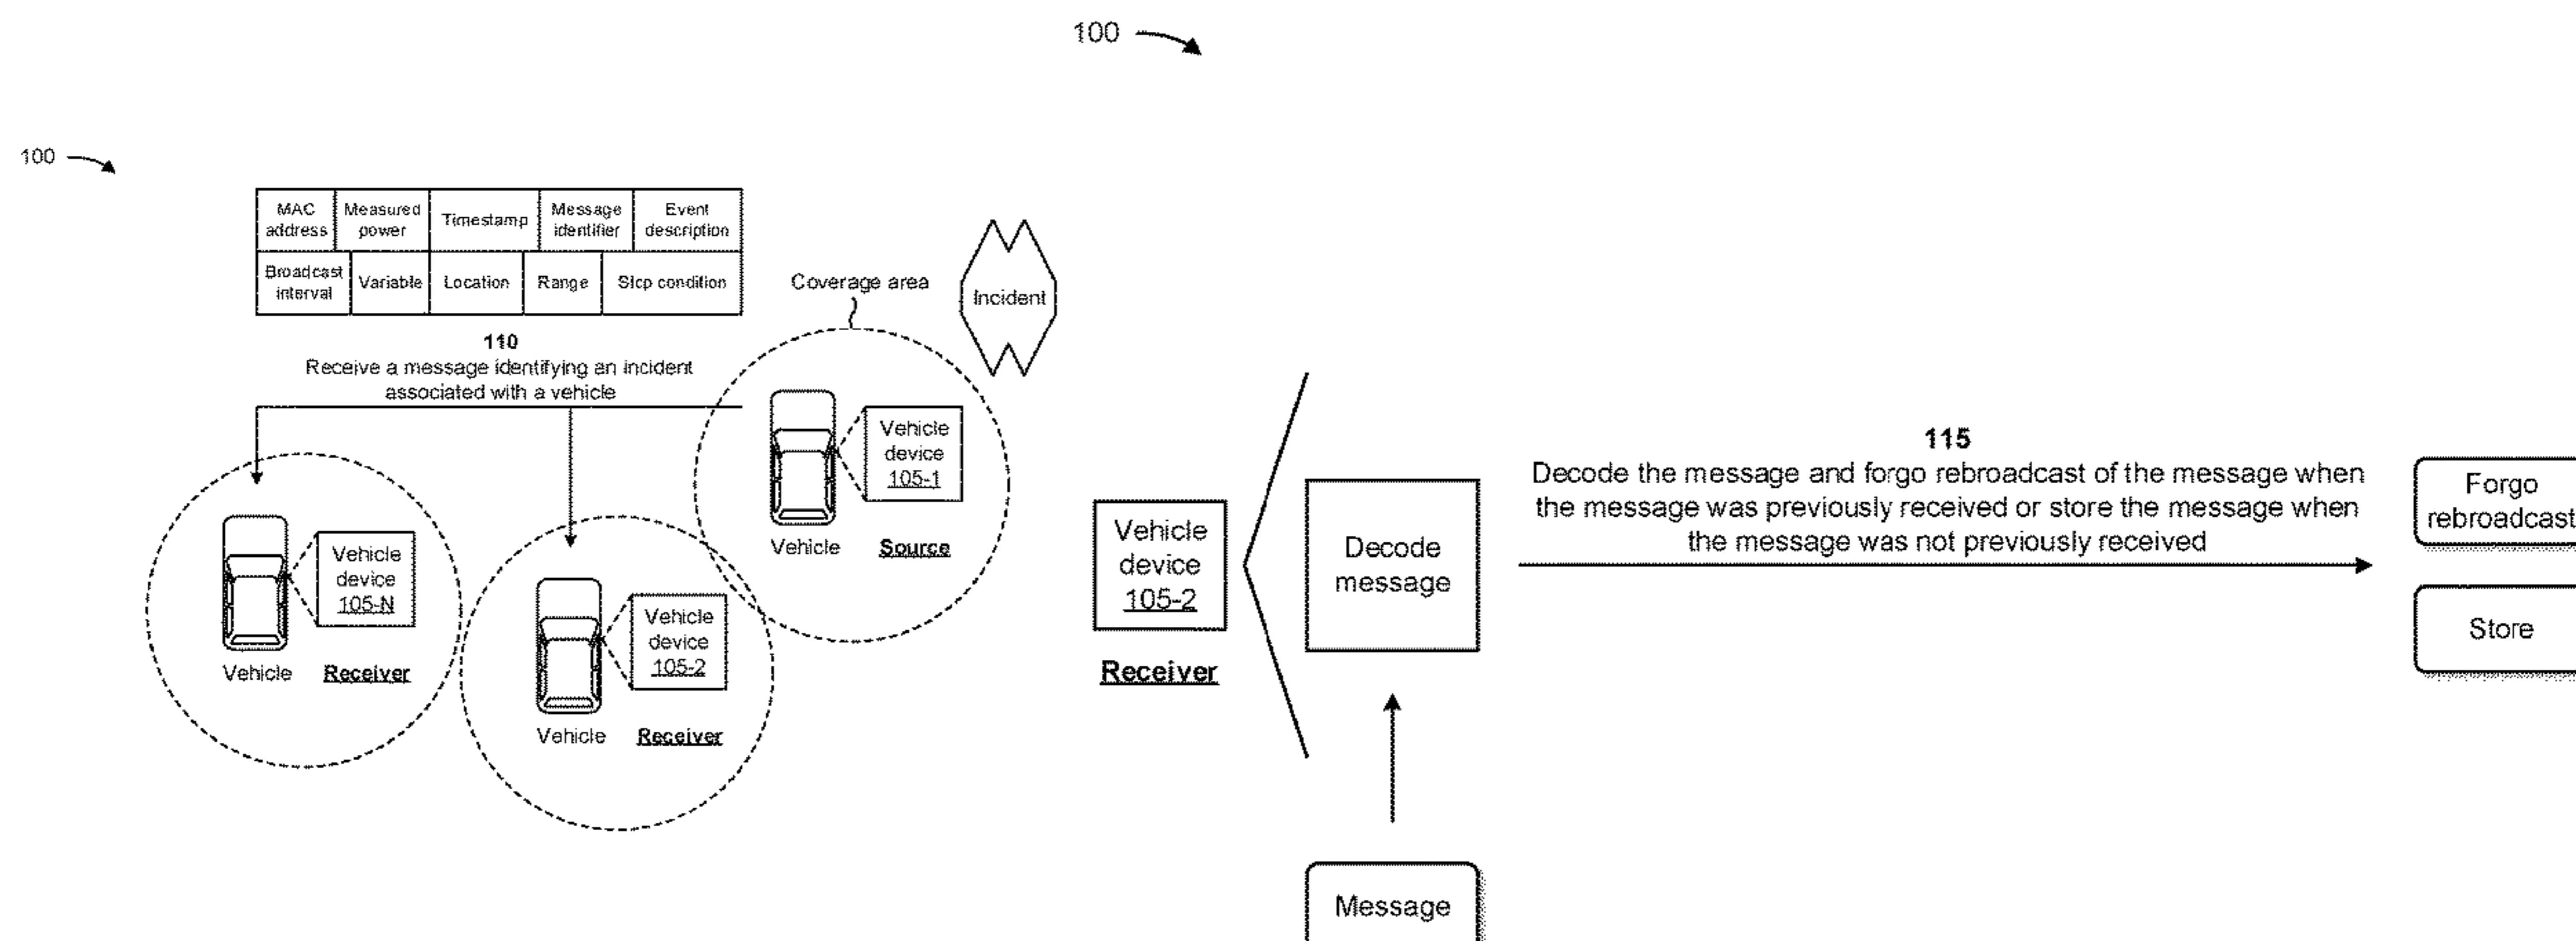 100
MAC
address
Measured
power
Timestamp
Message
identifier
Event
description
Broadcast
interval
Variable
Location
Range
Stop condition
110
Receive a message identifying an incident
associated with a vehicle
Coverage area
Incident
Vehicle
device
105-1
Vehicle
Source
Vehicle
device
105-N
Vehicle
Receiver
Vehicle
device
105-2
Vehicle
Receiver
100
Vehicle
device
105-2
Receiver
Decode
message
Message
115
Decode the message and forgo rebroadcast of the message when
the message was previously received or store the message when
the message was not previously received
Forgo
rebroadcast
Store